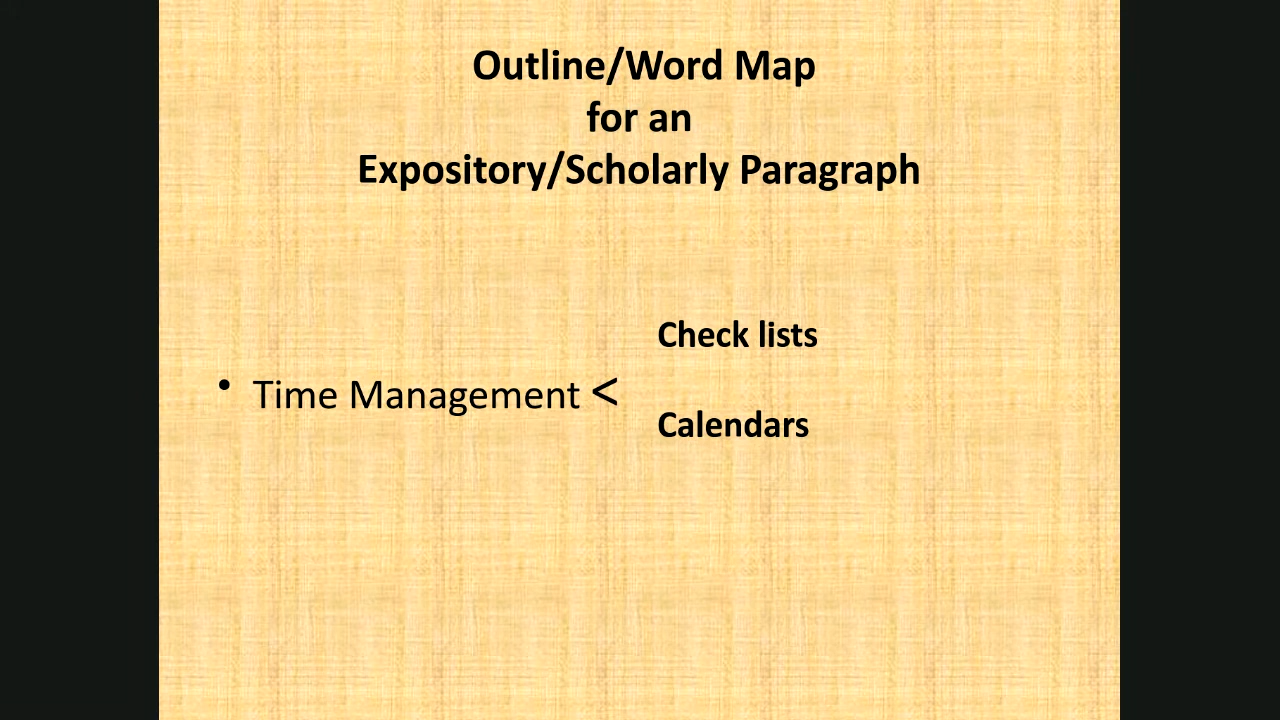 Outline/Word Map
for an
Expository/Scholarly Paragraph
Check lists
• Time Management <
Calendars